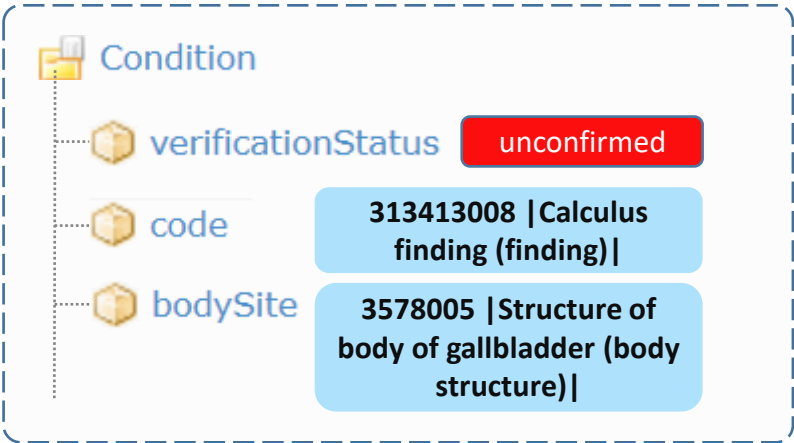 Condition
verificationStatus unconfirmed
code 313413008 |Calculus
finding (finding)|
bodySite 3578005 |Structure of
body of gallbladder (body
structure)|